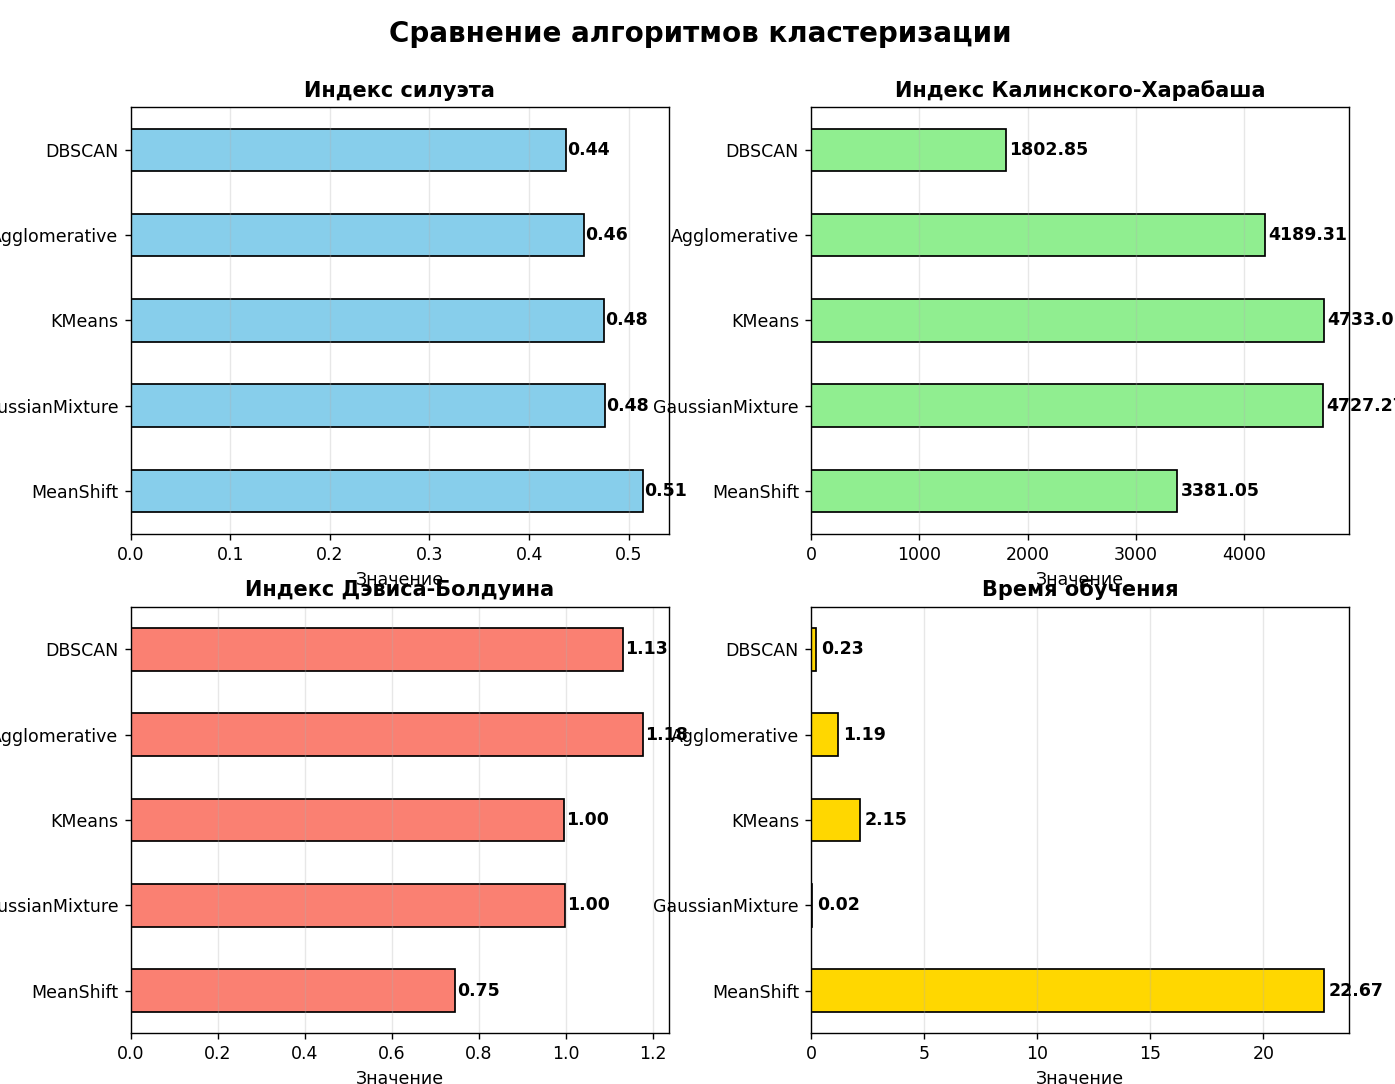 Сравнение алгоритмов кластеризации
Индекс силуэта
DBSCAN 0.44
gglomerative 0.46
KMeans 0.48
ussianMixture 0.48
MeanShift 0.51
0.0 0.1 0.2 0.3 0.4 0.5
Значение
Индекс Калинского-Харабаша
DBSCAN 1802.85
Agglomerative 4189.31
KMeans 4733.0
GaussianMixture 4727.27
MeanShift 3381.05
0 1000 2000 3000 4000
Значение
Индекс Дэвиса-Болдуина
DBSCAN 1.13
gglomerative 1.18
KMeans 1.00
ussianMixture 1.00
MeanShift 0.75
0.0 0.2 0.4 0.6 0.8 1.0 1.2
Значение
Время обучения
DBSCAN 0.23
Agglomerative 1.19
KMeans 2.15
GaussianMixture 0.02
MeanShift 22.67
0 5 10 15 20
Значение